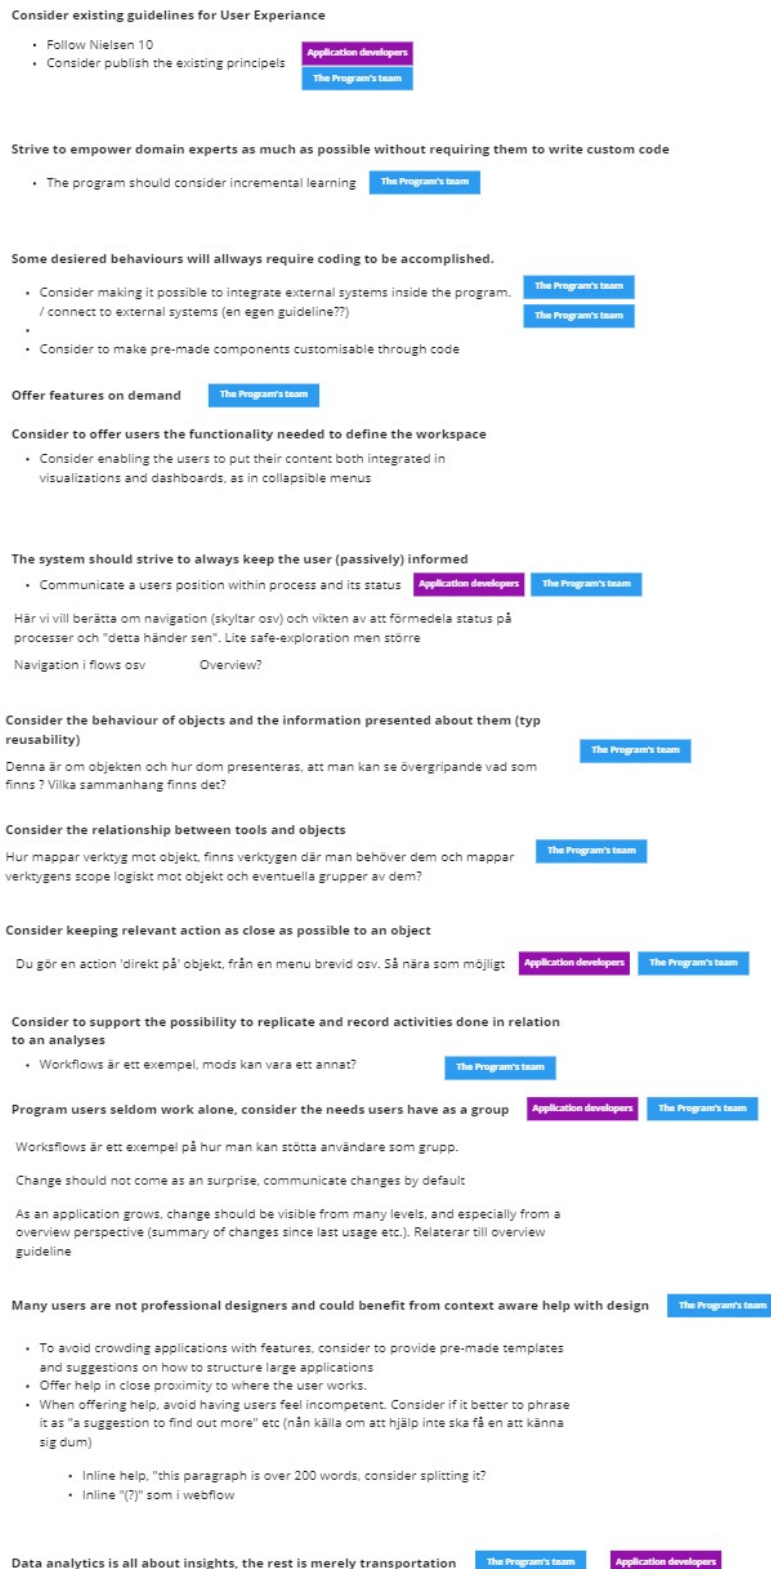 Consider existing guidelines for User Experiance
• Follow Nielsen 10
• Consider publish the existing principels
Application developers
The Program's team
Strive to empower domain experts as much as possible without requiring them to write custom code
• The program should consider incremental learning
The Program's team
Some desiered behaviours will allways require coding to be accomplished.
• Consider making it possible to integrate external systems inside the program.
/ connect to external systems (en egen guideline??)
•
• Consider to make pre-made components customisable through code
The Program's team
The Program's team
Offer features on demand
The Program's team
Consider to offer users the functionality needed to define the workspace
• Consider enabling the users to put their content both integrated in
visualizations and dashboards, as in collapsible menus
The system should strive to always keep the user (passively) informed
• Communicate a users position within process and its status
Application developers
The Program's team
Här vi vill berätta om navigation (skyltar osv) och vikten av att förmedela status på
processer och "detta händer sen". Lite safe-exploration men större
Navigation i flows osv
Overview?
Consider the behaviour of objects and the information presented about them (typ
reusability)
The Program's team
Denna är om objekten och hur dom presenteras, att man kan se övergripande vad som
finns ? Vilka sammanhang finns det?
Consider the relationship between tools and objects
The Program's team
Hur mappar verktyg mot objekt, finns verktygen där man behöver dem och mappar
verktygens scope logiskt mot objekt och eventuella grupper av dem?
Consider keeping relevant action as close as possible to an object
Du gör en action 'direkt på' objekt, från en menu brevid osv. Så nära som möjligt
Application developers
The Program's team
Consider to support the possibility to replicate and record activities done in relation
to an analyses
• Workflows är ett exempel, mods kan vara ett annat?
The Program's team
Program users seldom work alone, consider the needs users have as a group
Application developers
The Program's team
Worksflows är ett exempel på hur man kan stötta användare som grupp.
Change should not come as an surprise, communicate changes by default
As an application grows, change should be visible from many levels, and especially from a
overview perspective (summary of changes since last usage etc.). Relaterar till overview
guideline
Many users are not professional designers and could benefit from context aware help with design
The Program's team
• To avoid crowding applications with features, consider to provide pre-made templates
and suggestions on how to structure large applications
• Offer help in close proximity to where the user works.
• When offering help, avoid having users feel incompetent. Consider if it better to phrase
it as "a suggestion to find out more" etc (nån källa om att hjälp inte ska få en att känna
sig dum)
• Inline help, "this paragraph is over 200 words, consider splitting it?
• Inline "(?)" som i webflow
Data analytics is all about insights, the rest is merely transportation
The Program's team
Application developers